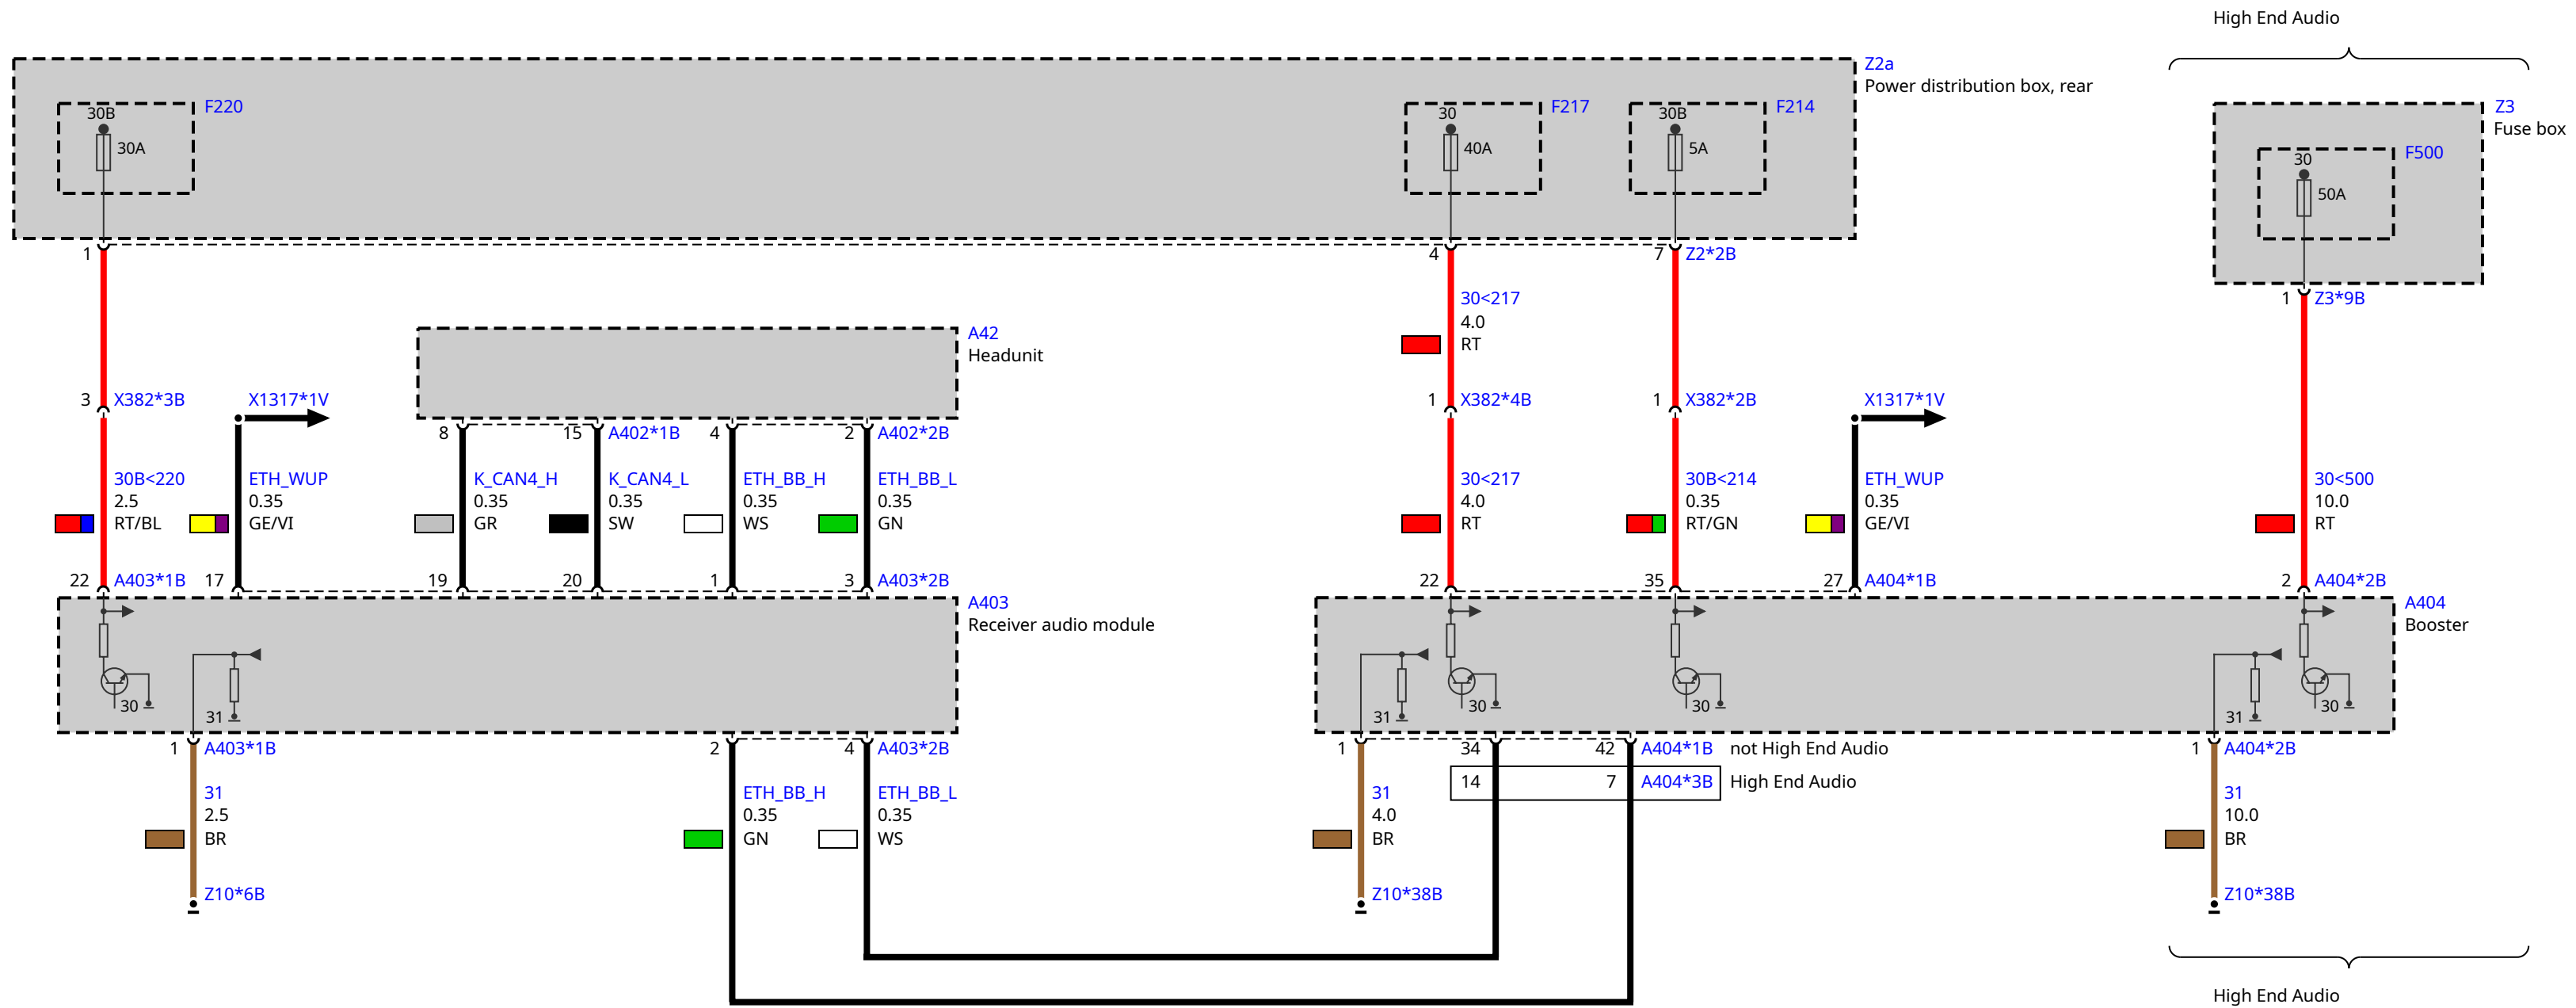 High End Audio
Z2a
Power distribution box, rear
F220
30B
30A
F217
30
40A
F214
30B
5A
Z3
Fuse box
F500
30
50A
1
4
7 Z2*2B
1 Z3*9B
30<217
4.0
RT
A42
Headunit
3 X382*3B
X1317*1V
1 X382*4B
1 X382*2B
X1317*1V
8
15 A402*1B
4
2 A402*2B
30B<220
2.5
RT/BL
ETH_WUP
0.35
GE/VI
K_CAN4_H
0.35
GR
K_CAN4_L
0.35
SW
ETH_BB_H
0.35
WS
ETH_BB_L
0.35
GN
30<217
4.0
RT
30B<214
0.35
RT/GN
ETH_WUP
0.35
GE/VI
30<500
10.0
RT
22 A403*1B
17
19
20
1
3 A403*2B
22
35
27 A404*1B
2 A404*2B
A403
Receiver audio module
A404
Booster
30
31
31
30
30
31
30
1 A403*1B
2
4 A403*2B
1
34
42 A404*1B not High End Audio
14
7 A404*3B High End Audio
1 A404*2B
31
2.5
BR
ETH_BB_H
0.35
GN
ETH_BB_L
0.35
WS
31
4.0
BR
31
10.0
BR
Z10*6B
Z10*38B
Z10*38B
High End Audio